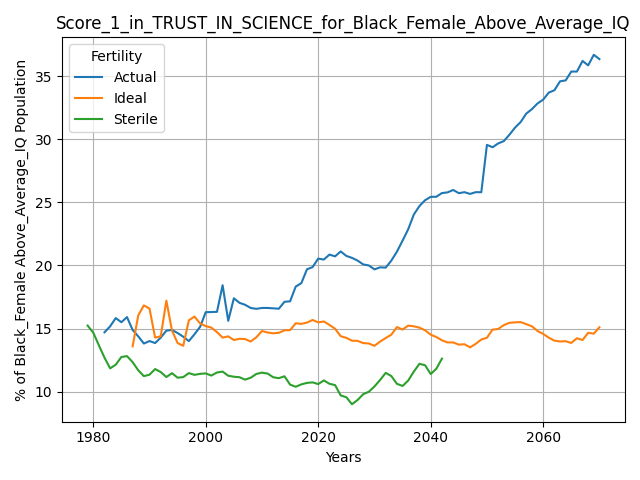 Score_1_in_TRUST_IN_SCIENCE_for_Black_Female_Above_Average_IQ
% of Black_Female Above_Average_IQ Population
Fertility
Actual
Ideal
Sterile
35
30
25
20
15
10
1980
2000
2020
2040
2060
Years